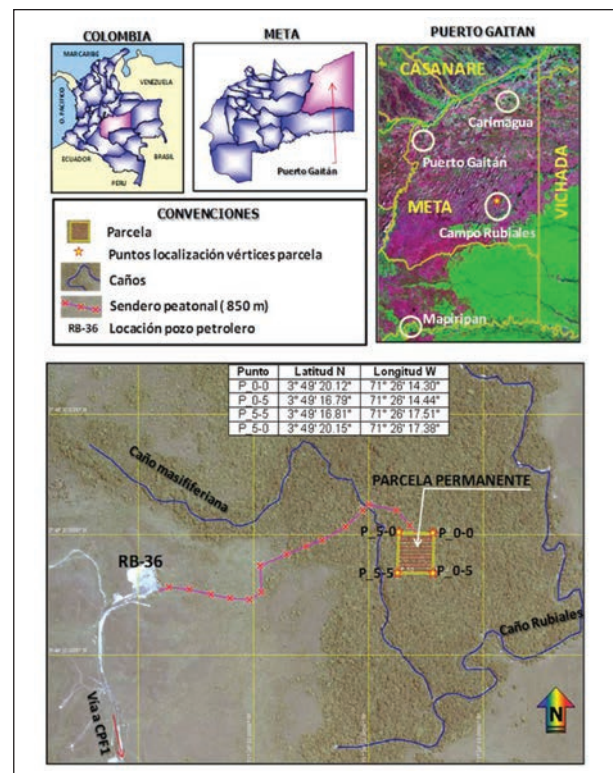 COLOMBIA
META
PUERTO GAITAN
MARCARIBE
VENEZUELA
O. PACIFICO
ECUADOR
BRASIL
PERU
Puerto Gaitán
CASANARE
Carimagua
Puerto Gaitán
META
VICHADA
Campo Rubiales
Mapiripan
CONVENCIONES
Parcela
Puntos localización vértices parcela
Caños
Sendero peatonal ( 850 m)
RB-36 Locación pozo petrolero
Punto Latitud N Longitud W
P_0-0 3° 49' 20.12" 71° 26' 14.30"
P_0-5 3° 49' 16.79" 71° 26' 14.44"
P_5-5 3° 49' 16.81" 71° 26' 17.51"
P_5-0 3° 49' 20.15" 71° 26' 17.38"
Caño masififeriana
PARCELA PERMANENTE
P_5-0 P_0-0
RB-36
P_5-5 P_0-5
Caño Rubiales
Vía a CPF1
N